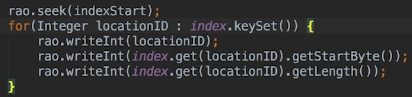 rao.seek(indexStart);
for(Integer locationID : index.keySet()) {
    rao.writeInt(locationID);
    rao.writeInt(index.get(locationID).getStartByte());
    rao.writeInt(index.get(locationID).getLength());
}